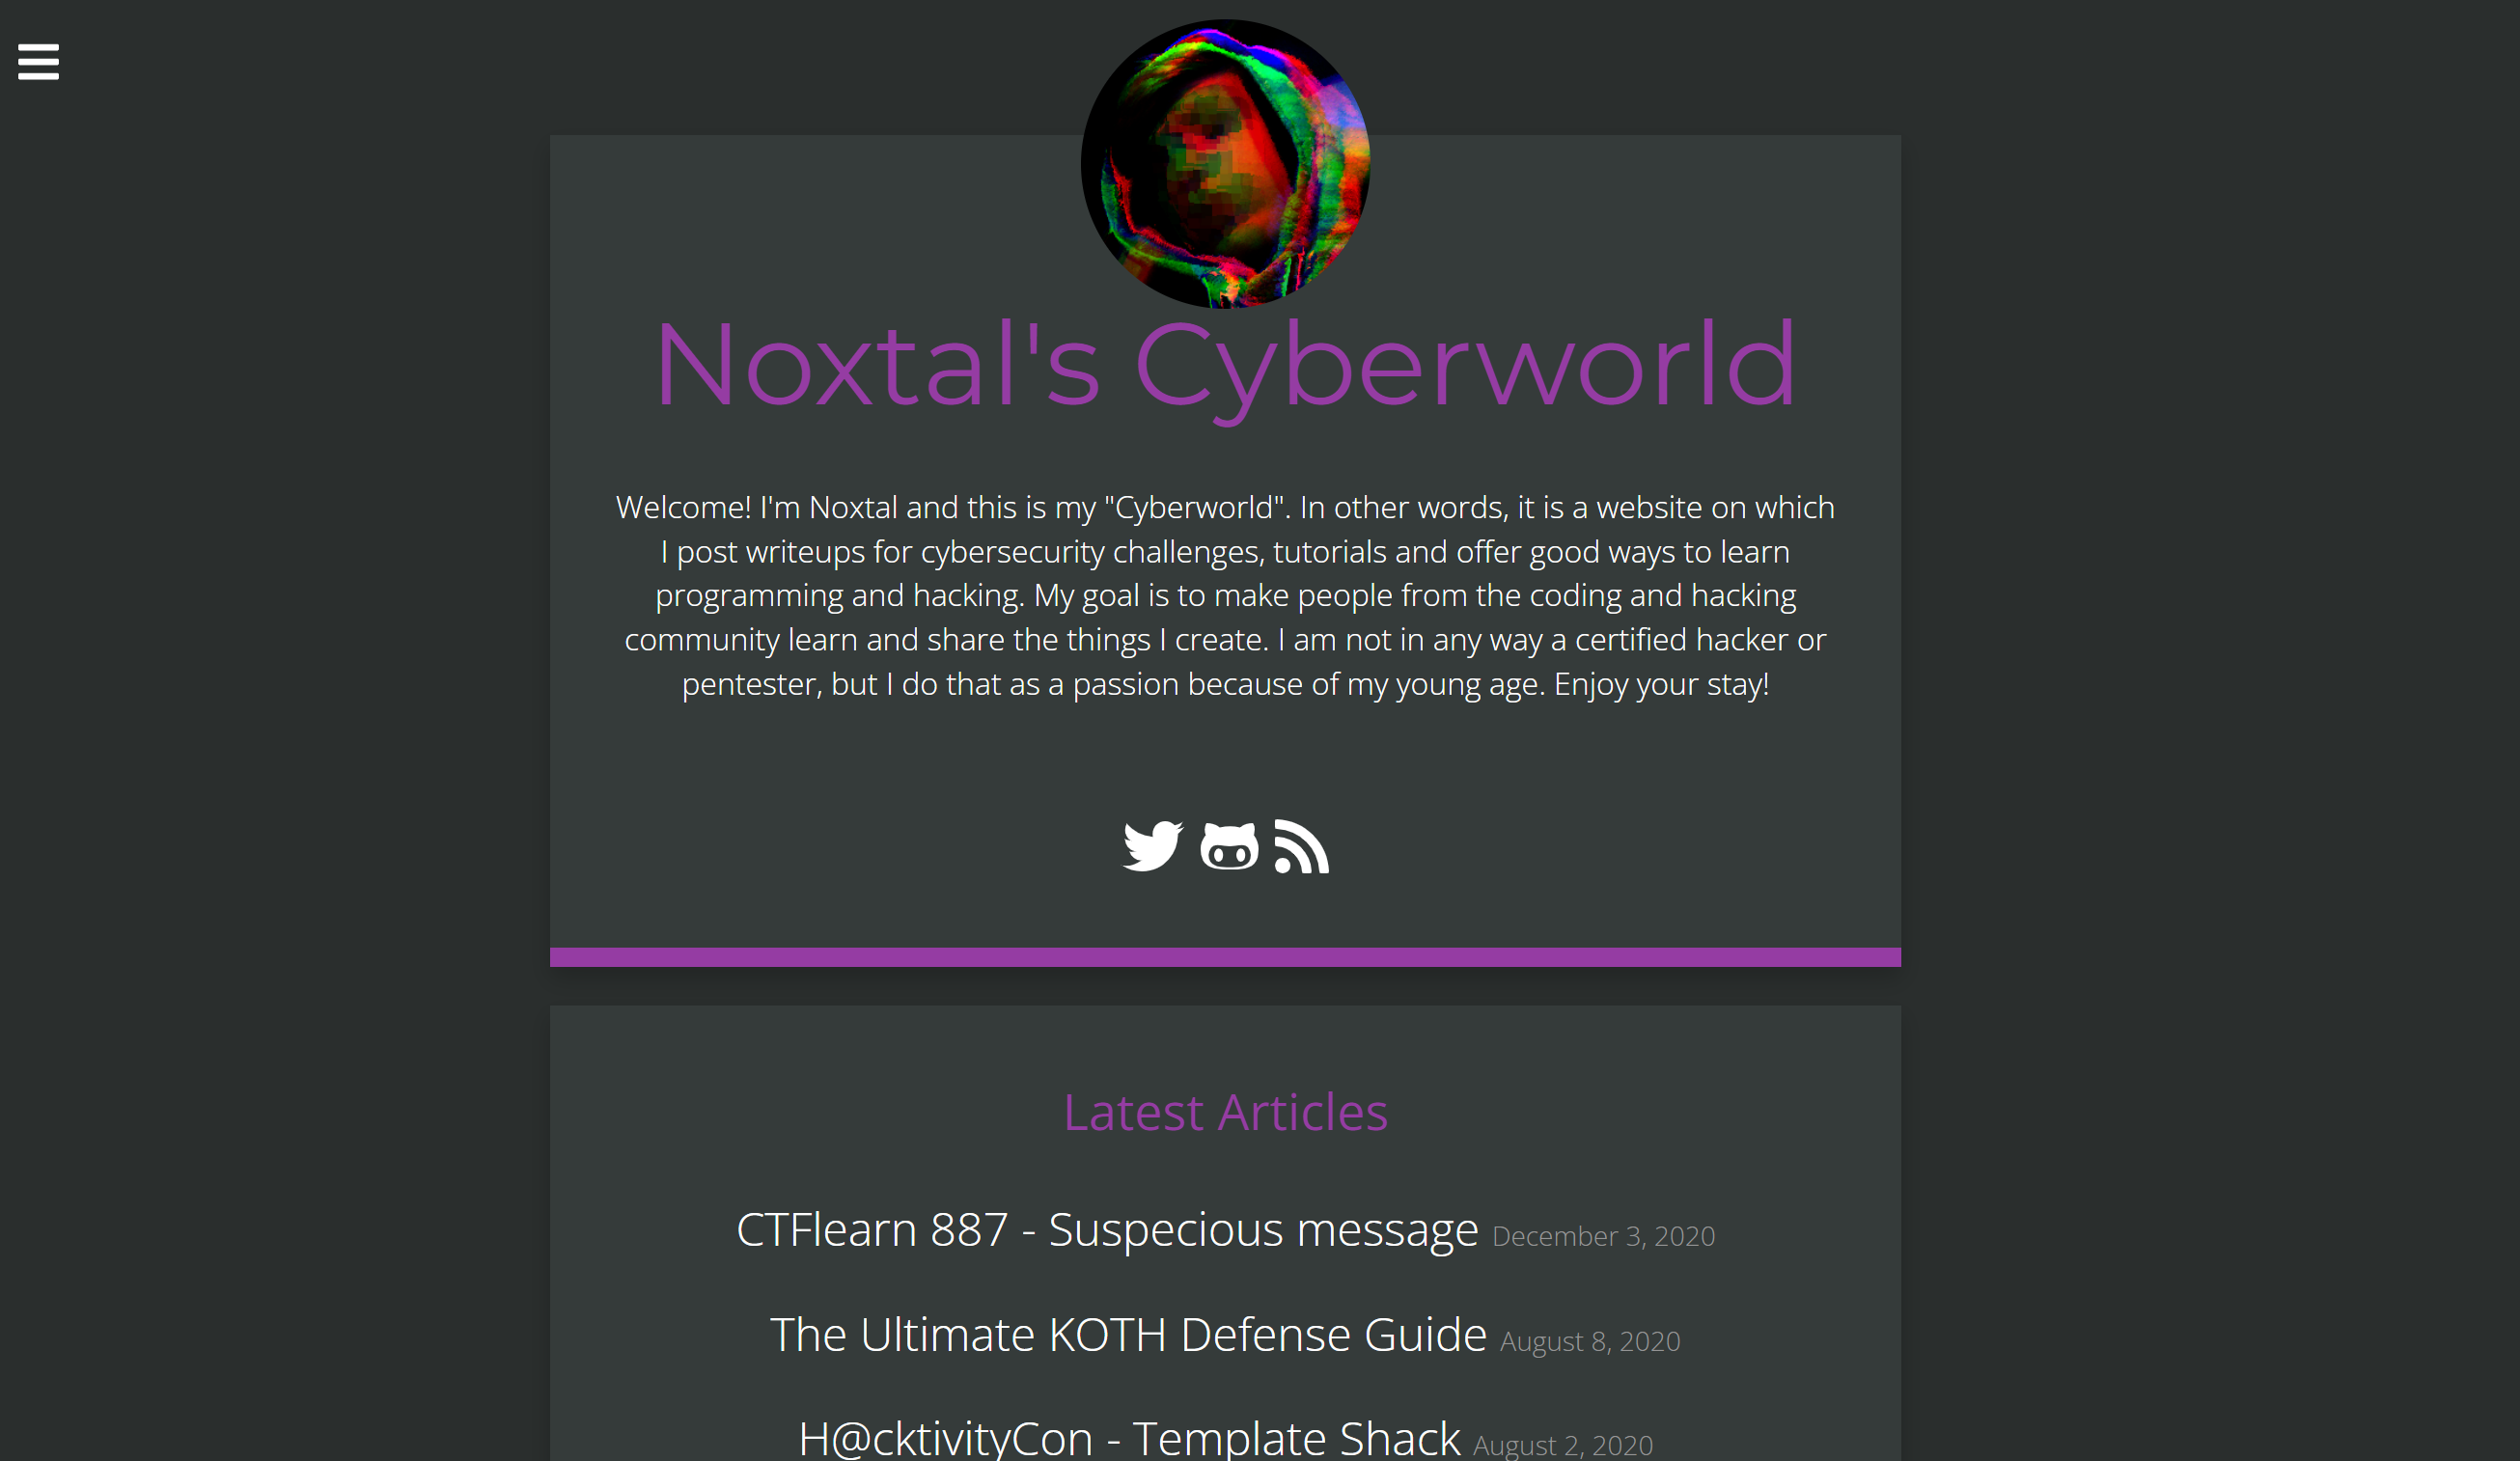 Noxtal's Cyberworld
Welcome! I'm Noxtal and this is my "Cyberworld". In other words, it is a website on which
I post writeups for cybersecurity challenges, tutorials and offer good ways to learn
programming and hacking. My goal is to make people from the coding and hacking
community learn and share the things I create. I am not in any way a certified hacker or
pentester, but I do that as a passion because of my young age. Enjoy your stay!
Latest Articles
CTFlearn 887 - Suspecious message December 3, 2020
The Ultimate KOTH Defense Guide August 8, 2020
H@cktivityCon - Template Shack August 2, 2020